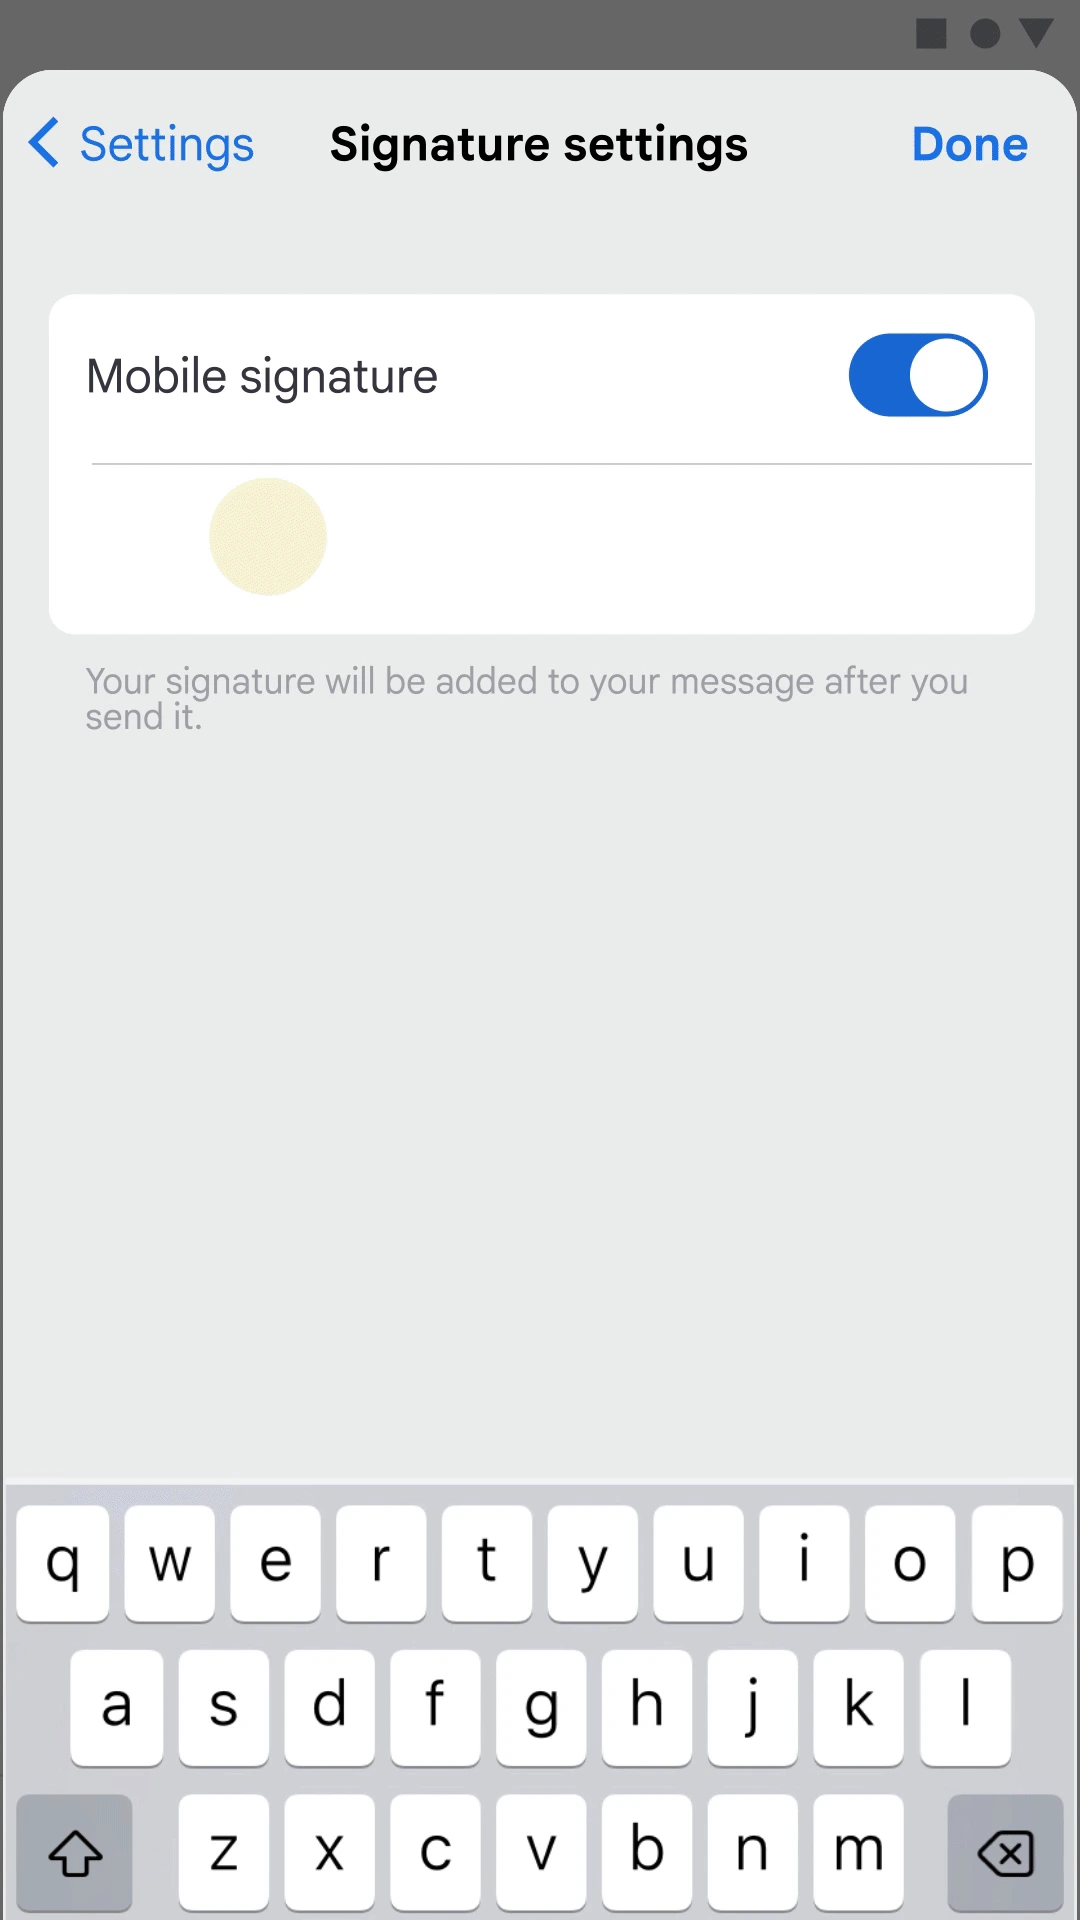 Settings Signature settings Done
Mobile signature
Your signature will be added to your message after you
send it.
q w e r t y u i o p
a s d f g h j k l
z x c v b n m